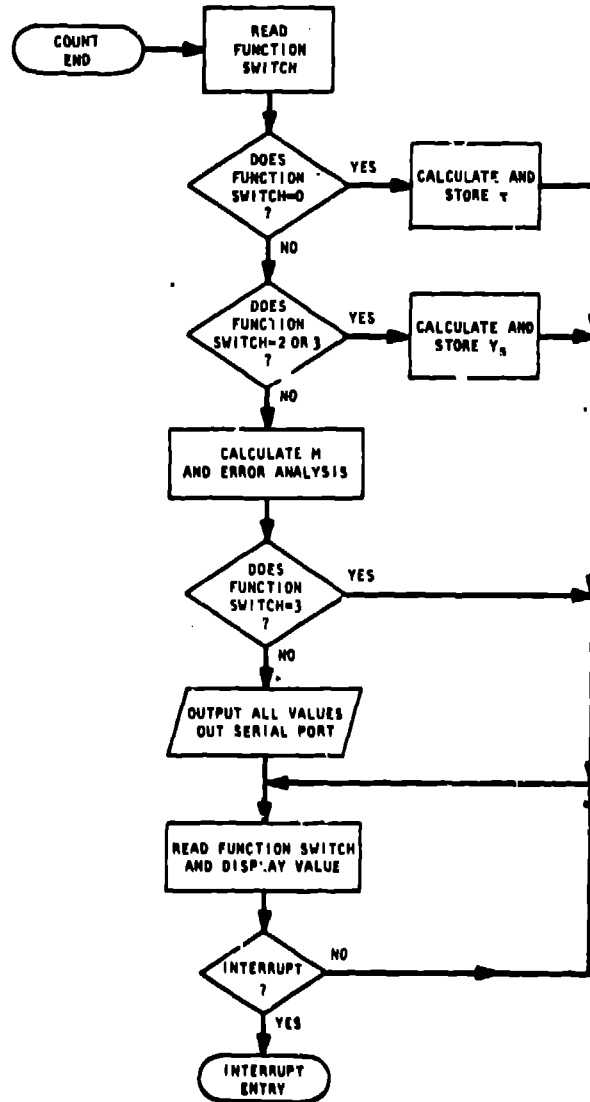 COUNT
END
READ
FUNCTION
SWITCH
DOES
FUNCTION
SWITCH=0
?
YES
CALCULATE AND
STORE τ
NO
DOES
FUNCTION
SWITCH=2 OR 3
?
YES
CALCULATE AND
STORE Y
NO
CALCULATE M
AND ERROR ANALYSIS
DOES
FUNCTION
SWITCH=3
?
YES
NO
OUTPUT ALL VALUES
OUT SERIAL PORT
READ FUNCTION SWITCH
AND DISPLAY VALUE
INTERRUPT
?
NO
YES
INTERRUPT
ENTRY